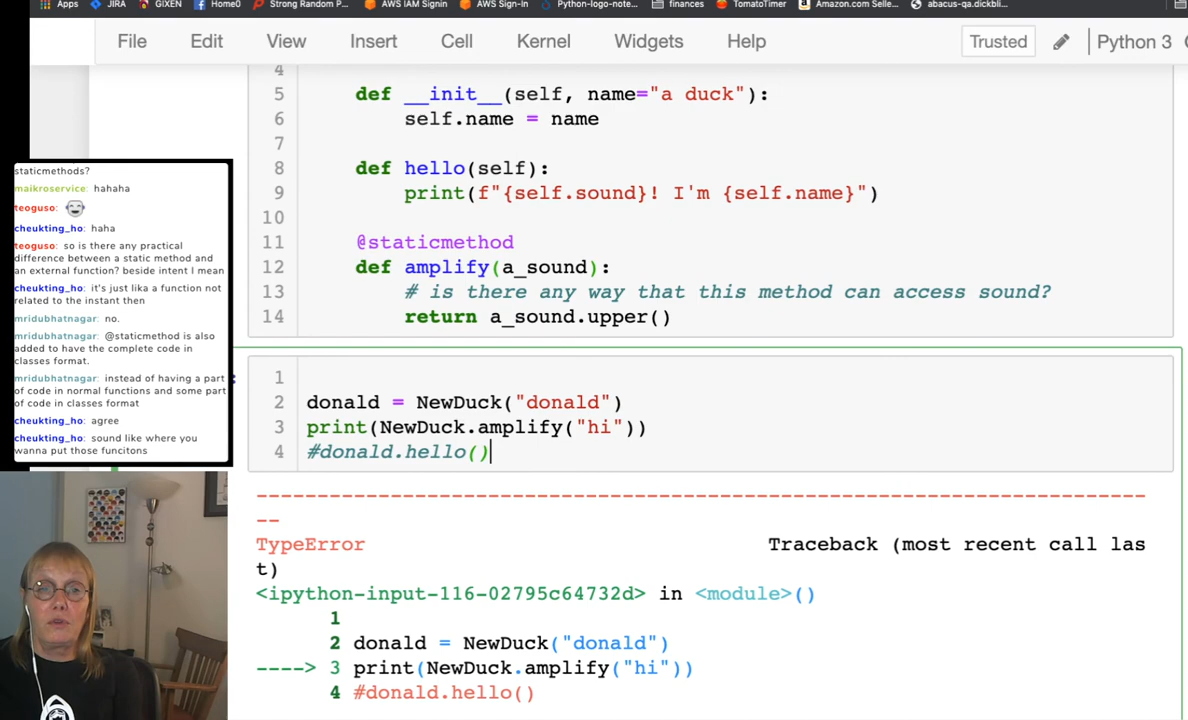 Apps JIRA GIXEN Home0 Strong Random P... AWS IAM Signin AWS Sign-In Python-logo-note... finances TomatoTimer Amazon.com Selle... abacus-qa.dickbli...
File Edit View Insert Cell Kernel Widgets Help Trusted Python 3
4
5 def __init__(self, name="a duck"):
6 self.name = name
7
8 def hello(self):
9 print(f"{self.sound}! I'm {self.name}")
10
11 @staticmethod
12 def amplify(a_sound):
13 # is there any way that this method can access sound?
14 return a_sound.upper()
staticmethods?
maikroservice: hahaha
teoguso:
cheukting_ho: haha
teoguso: so is there any practical
difference between a static method and
an external function? beside intent I mean
cheukting_ho: it's just lika a function not
related to the instant then
mridubhatnagar: no.
mridubhatnagar: @staticmethod is also
added to have the complete code in
classes format.
mridubhatnagar: instead of having a part
of code in normal functions and some part
of code in classes format
cheukting_ho: agree
cheukting_ho: sound like where you
wanna put those funcitons
1
2 donald = NewDuck("donald")
3 print(NewDuck.amplify("hi"))
4 #donald.hello()
---------------------------------------------------------------------------
TypeError Traceback (most recent call las
t)
<ipython-input-116-02795c64732d> in <module>()
1
2 donald = NewDuck("donald")
----> 3 print(NewDuck.amplify("hi"))
4 #donald.hello()